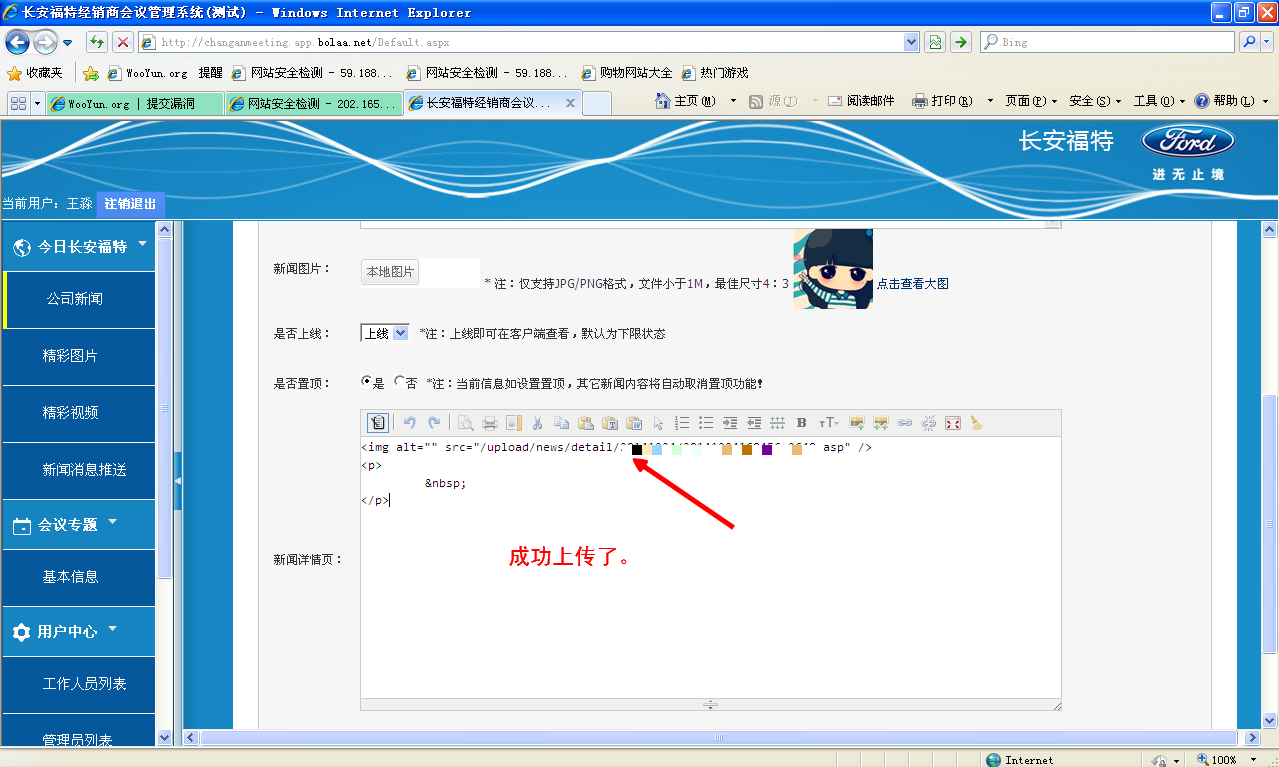 长安福特经销商会议管理系统(测试) - Windows Internet Explorer
http://changanmeeting.app.bolaa.net/Default.aspx
Bing
收藏夹
WooYun.org 提醒
网站安全检测 - 59.188...
网站安全检测 - 59.188...
购物网站大全
热门游戏
WooYun.org | 提交漏洞
网站安全检测 - 202.165...
长安福特经销商会议...
主页(M)
源(J)
阅读邮件
打印(R)
页面(P)
安全(S)
工具(O)
帮助(L)
长安福特
Ford
进无止境
当前用户：王淼
注销退出
今日长安福特
公司新闻
精彩图片
精彩视频
新闻消息推送
会议专题
基本信息
用户中心
工作人员列表
管理员列表
新闻图片：
本地图片
* 注：仅支持JPG/PNG格式，文件小于1M，最佳尺寸4：3
点击查看大图
是否上线：
上线
*注：上线即可在客户端查看，默认为下限状态
是否置顶：
是
否
*注：当前信息如设置置顶，其它新闻内容将自动取消置顶功能!
新闻详情页：
<img alt="" src="/upload/news/detail/ asp" />
<p>
&nbsp;
</p>
成功上传了。
Internet
100%